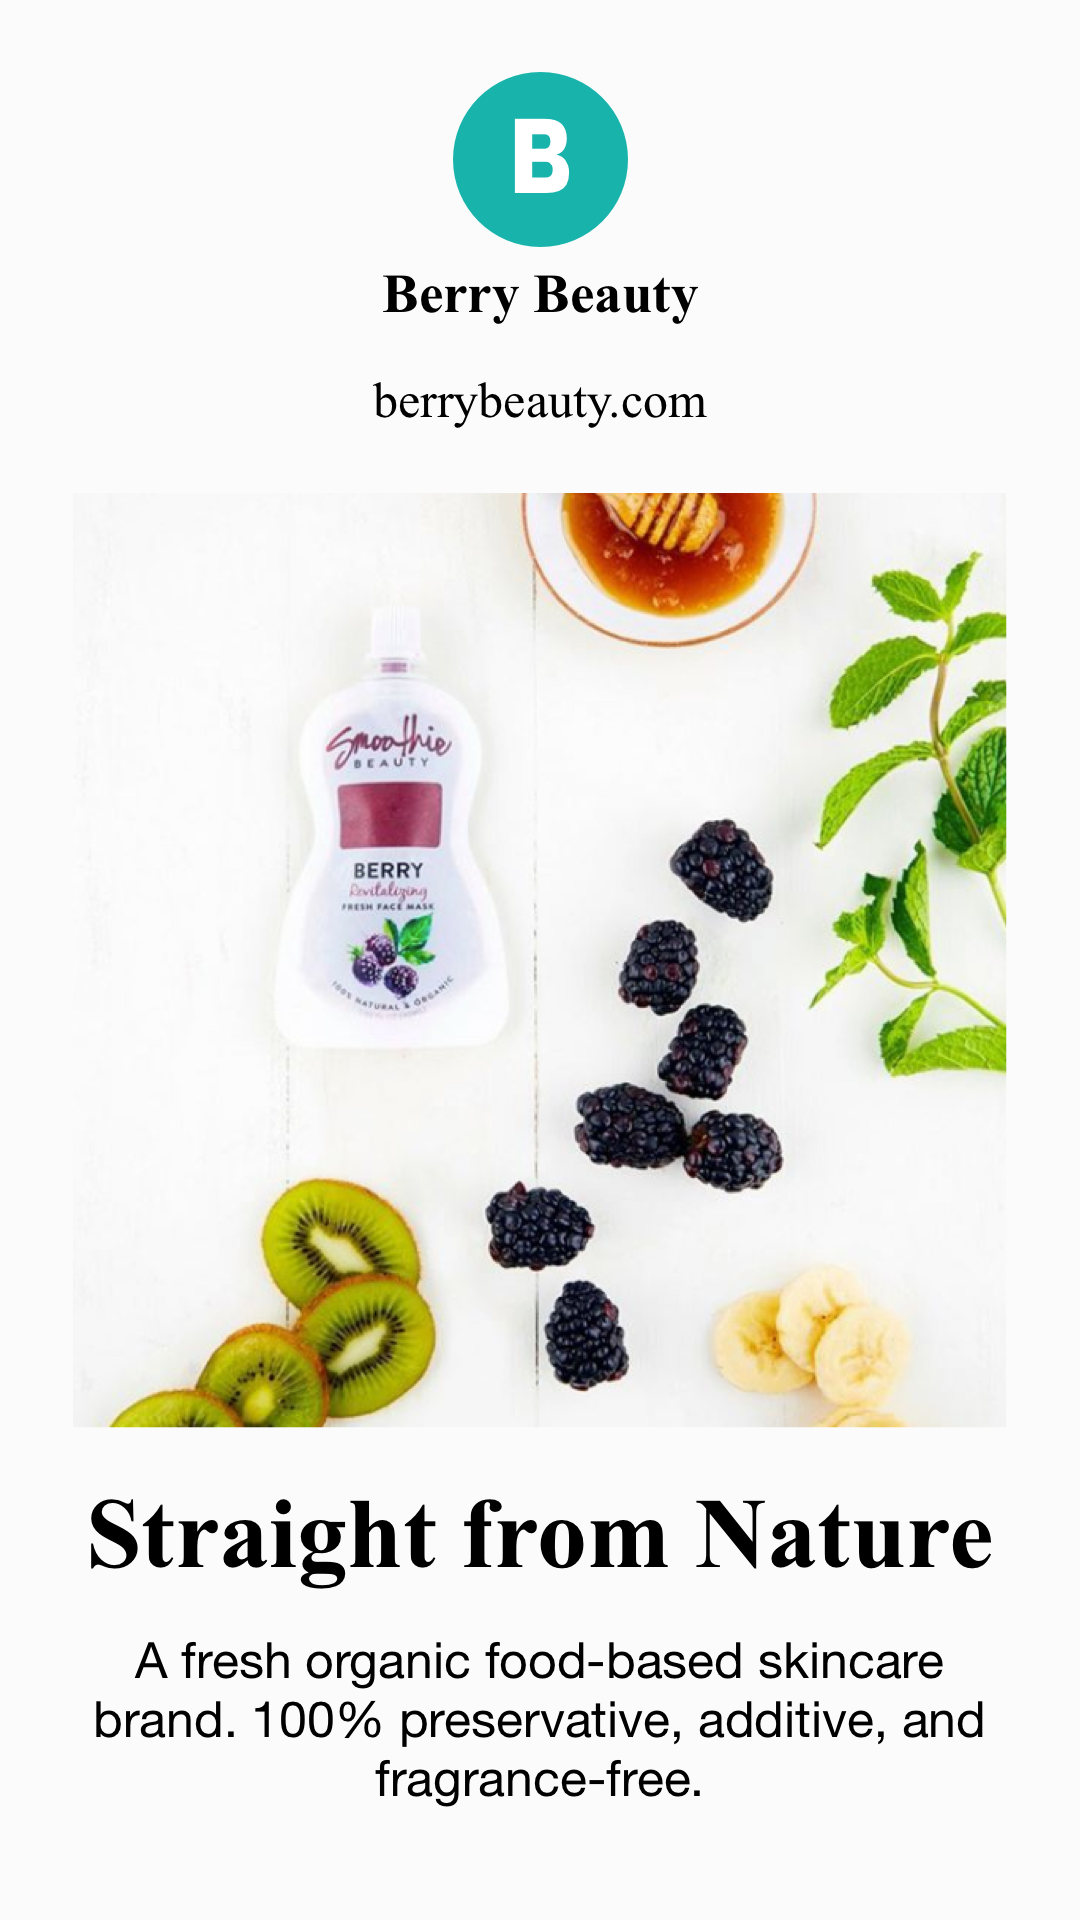 B
Berry Beauty
berrybeauty.com
Smoothie
BEAUTY
BERRY
Revitalizing
FRESH FACE MASK
100% NATURAL & ORGANIC
Straight from Nature
A fresh organic food-based skincare
brand. 100% preservative, additive, and
fragrance-free.